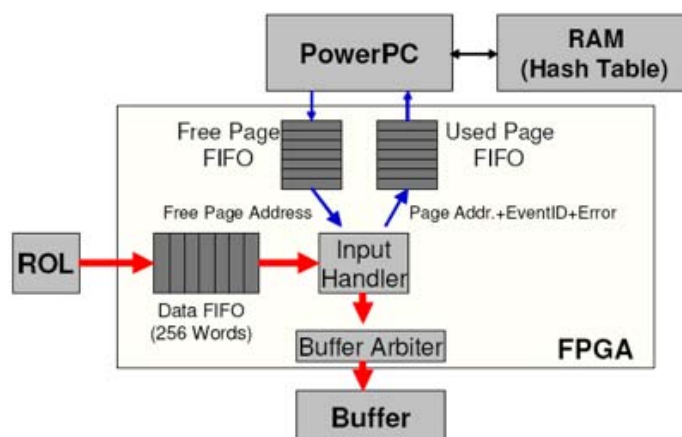 PowerPC
RAM
(Hash Table)
Free Page
FIFO
Used Page
FIFO
Free Page Address
Page Addr.+EventID+Error
ROL
Input
Handler
Data FIFO
(256 Words)
Buffer Arbiter
FPGA
Buffer